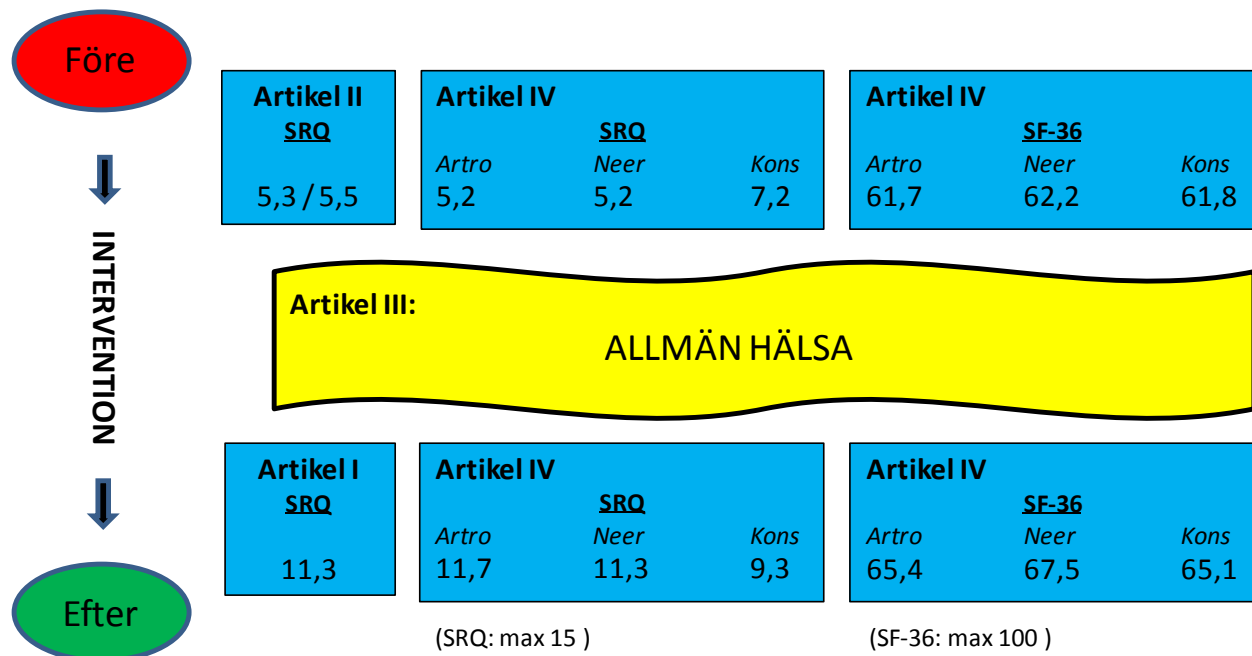 Före
Artikel II
SRQ
5,3 / 5,5
Artikel IV
SRQ
Artro Neer Kons
5,2 5,2 7,2
Artikel IV
SF-36
Artro Neer Kons
61,7 62,2 61,8
INTERVENTION
Artikel III:
ALLMÄN HÄLSA
Artikel I
SRQ
11,3
Artikel IV
SRQ
Artro Neer Kons
11,7 11,3 9,3
Artikel IV
SF-36
Artro Neer Kons
65,4 67,5 65,1
Efter
(SRQ: max 15 )
(SF-36: max 100 )